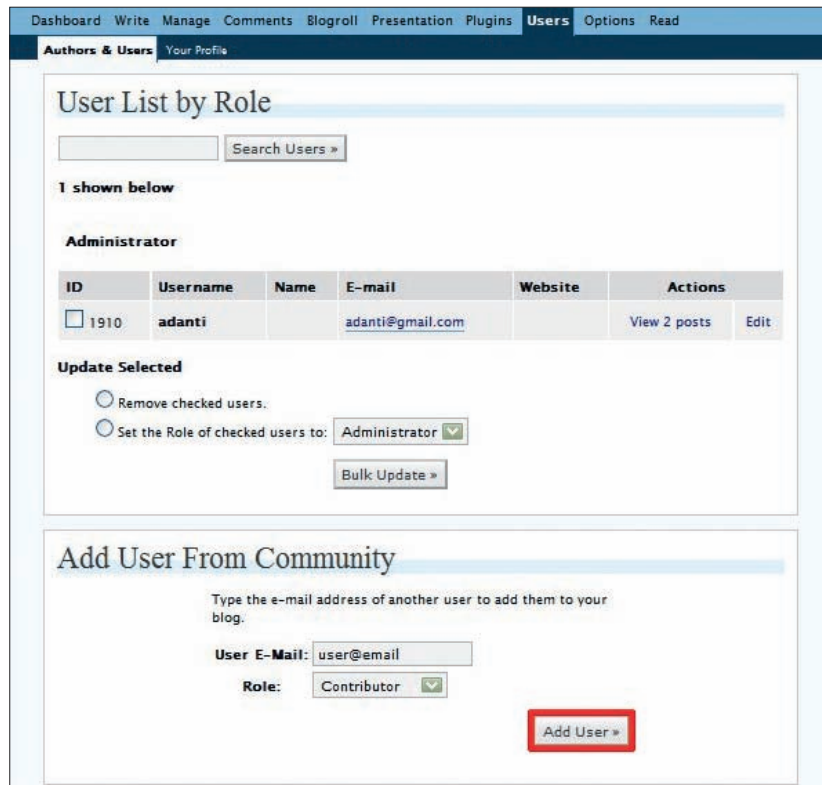 Dashboard Write Manage Comments Blogroll Presentation Plugins Users Options Read
Authors & Users Your Profile
User List by Role
Search Users »
1 shown below
Administrator
ID Username Name E-mail Website Actions
1910 adanti adanti@gmail.com View 2 posts Edit
Update Selected
Remove checked users.
Set the Role of checked users to: Administrator
Bulk Update »
Add User From Community
Type the e-mail address of another user to add them to your
blog.
User E-Mail: user@email
Role: Contributor
Add User »